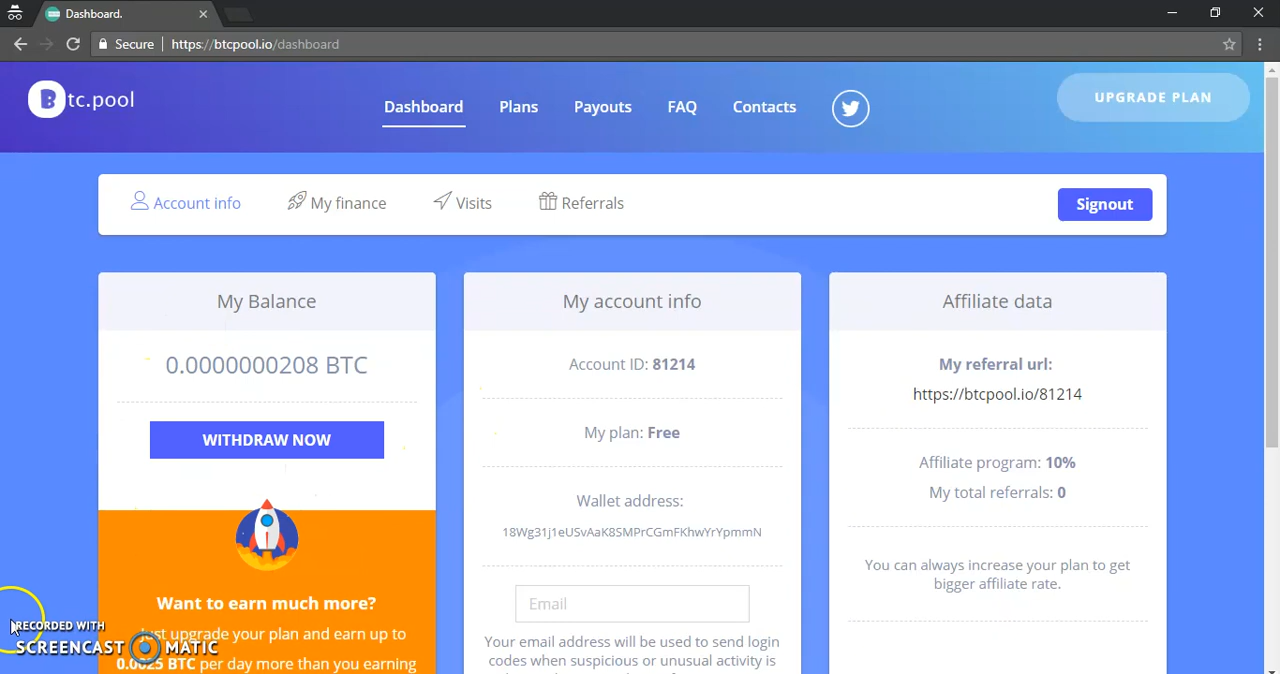 Dashboard.
Secure
https://btcpool.io/dashboard
Btc.pool
Dashboard
Plans
Payouts
FAQ
Contacts
UPGRADE PLAN
Account info
My finance
Visits
Referrals
Signout
My Balance
0.0000000208 BTC
WITHDRAW NOW
Want to earn much more?
Just upgrade your plan and earn up to
0.0025 BTC per day more than you earning
My account info
Account ID: 81214
My plan: Free
Wallet address:
18Wg31j1eUSvAaK8SMPrCGmFKhwYrYpmmN
Email
Your email address will be used to send login
codes when suspicious or unusual activity is
Affiliate data
My referral url:
https://btcpool.io/81214
Affiliate program: 10%
My total referrals: 0
You can always increase your plan to get
bigger affiliate rate.
RECORDED WITH
SCREENCAST MATIC